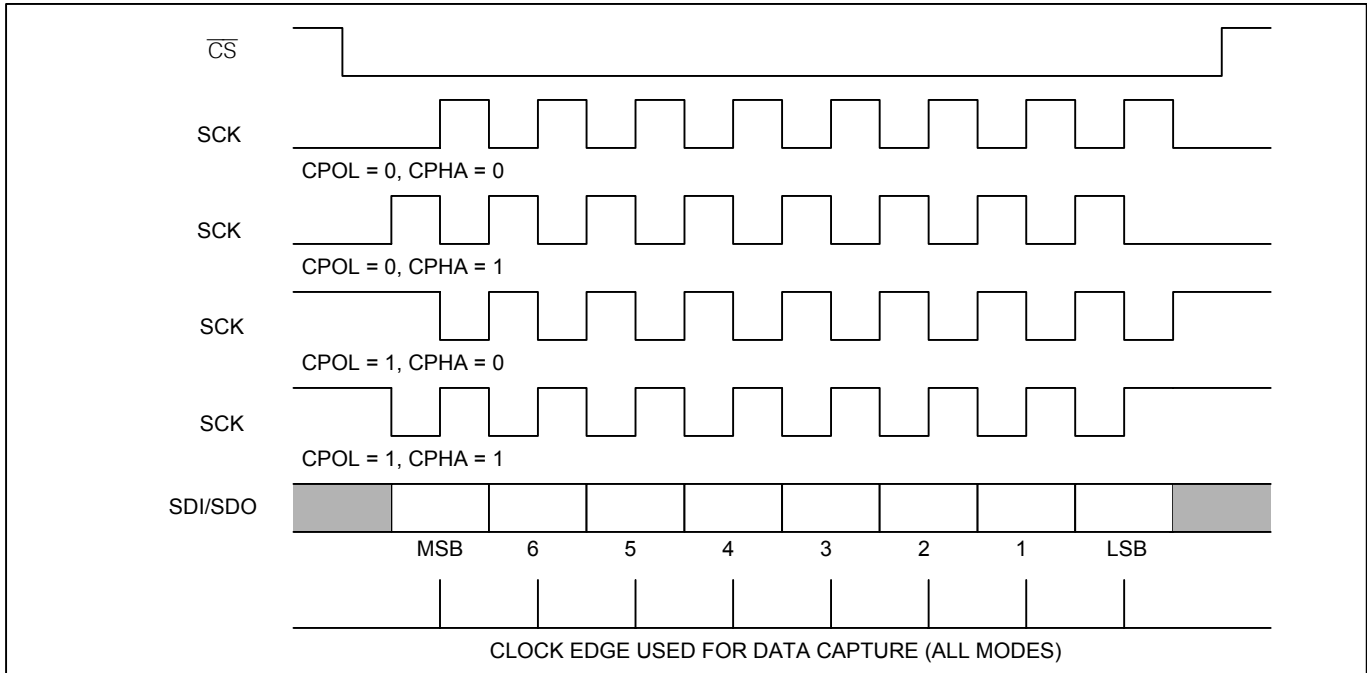 CS
SCK
CPOL = 0, CPHA = 0
SCK
CPOL = 0, CPHA = 1
SCK
CPOL = 1, CPHA = 0
SCK
CPOL = 1, CPHA = 1
SDI/SDO
MSB 6 5 4 3 2 1 LSB
CLOCK EDGE USED FOR DATA CAPTURE (ALL MODES)